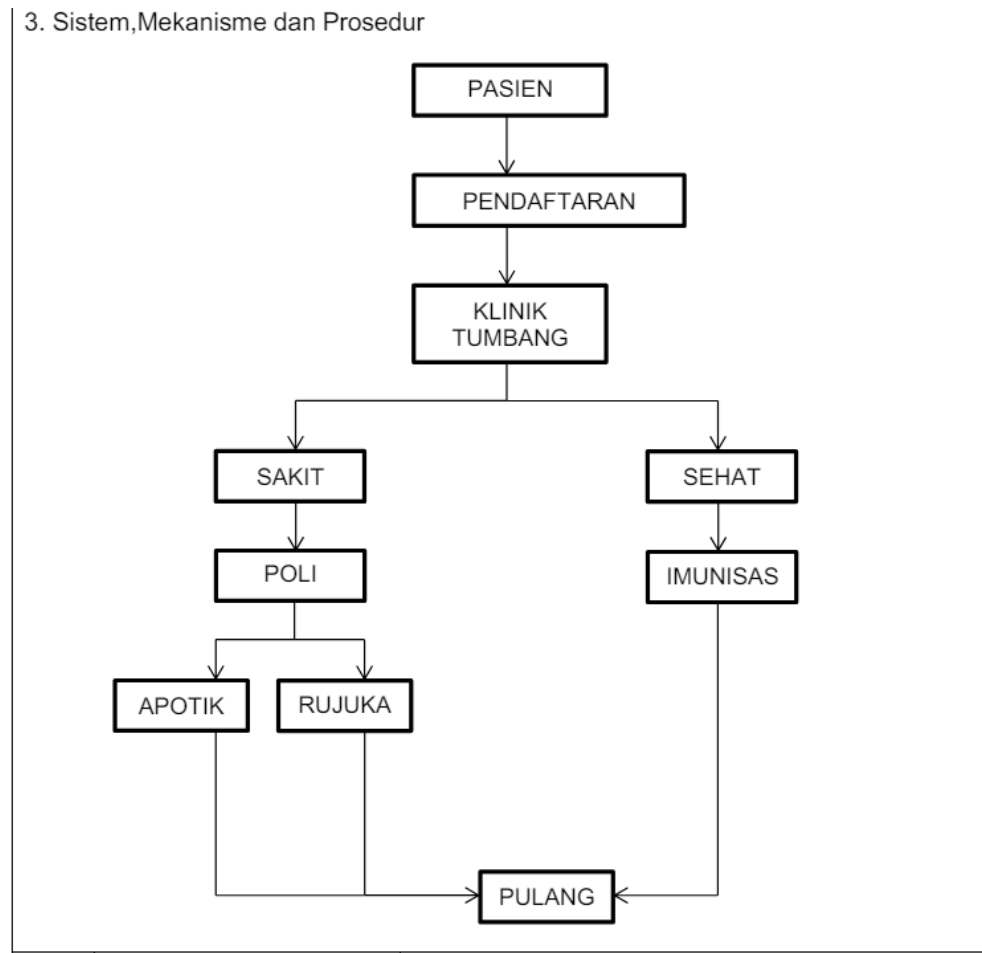 3. Sistem,Mekanisme dan Prosedur
PASIEN
PENDAFTARAN
KLINIK
TUMBANG
SAKIT
SEHAT
POLI
IMUNISAS
APOTIK
RUJUKA
PULANG